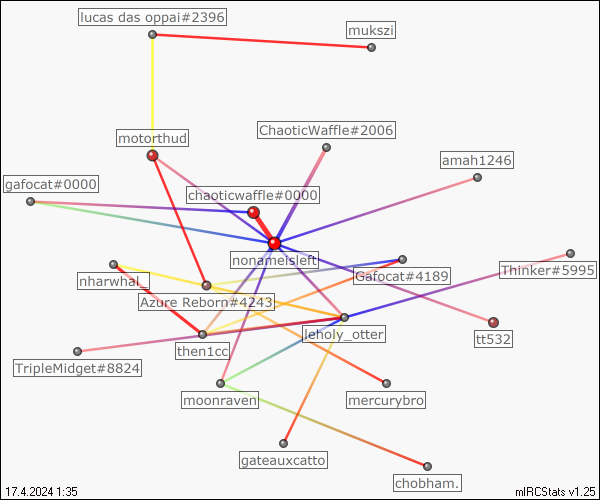 lucas das oppai#2396
mukszi
ChaoticWaffle#2006
motorthud
amah1246
gafocat#0000
chaoticwaffle#0000
nonameisleft
Thinker#5995
Gafocat#4189
nharwhal_
Azure Reborn#4243
leholy_otter
tt532
then1cc
TripleMidget#8824
moonraven
mercurybro
gateauxcatto
chobham.
17.4.2024 1:35
mIRCStats v1.25